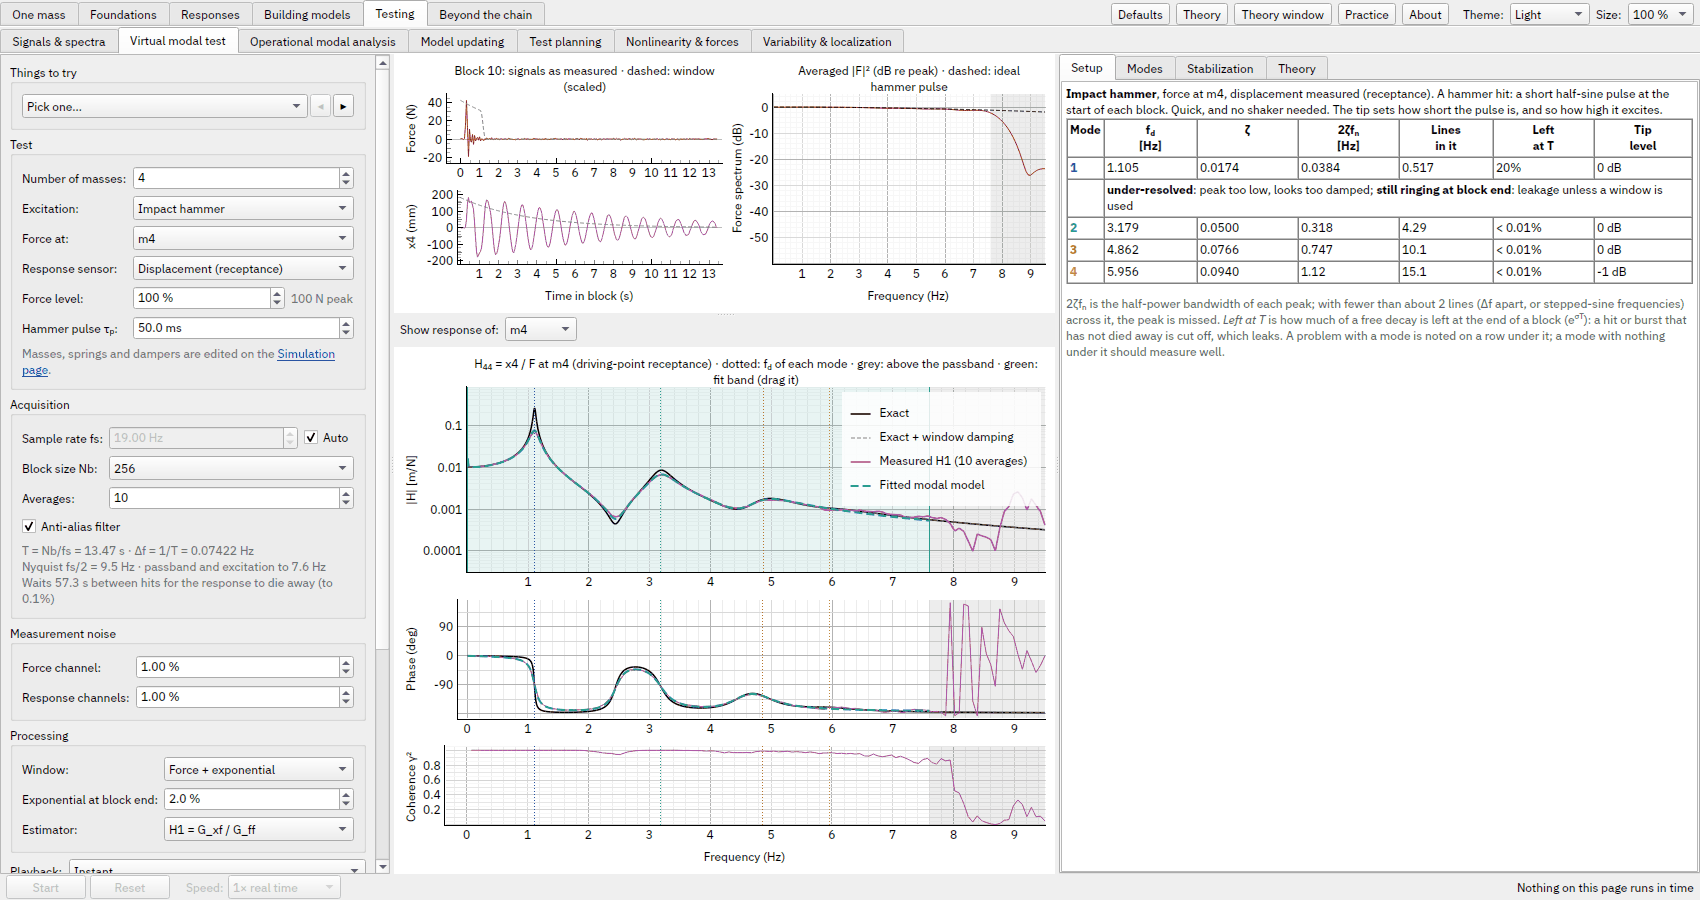 One mass
Foundations
Responses
Building models
Testing
Beyond the chain
Defaults
Theory
Theory window
Practice
About
Theme:
Light
Size:
100 %
Signals & spectra
Virtual modal test
Operational modal analysis
Model updating
Test planning
Nonlinearity & forces
Variability & localization
Things to try
Pick one...
Test
Number of masses:
4
Excitation:
Impact hammer
Force at:
m4
Response sensor:
Displacement (receptance)
Force level:
100 %
100 N peak
Hammer pulse τₚ:
50.0 ms
Masses, springs and dampers are edited on the Simulation
page.
Acquisition
Sample rate fs:
19.00 Hz
Auto
Block size Nb:
256
Averages:
10
Anti-alias filter
T = Nb/fs = 13.47 s · Δf = 1/T = 0.07422 Hz
Nyquist fs/2 = 9.5 Hz · passband and excitation to 7.6 Hz
Waits 57.3 s between hits for the response to die away (to
0.1%)
Measurement noise
Force channel:
1.00 %
Response channels:
1.00 %
Processing
Window:
Force + exponential
Exponential at block end:
2.0 %
Estimator:
H1 = G_xf / G_ff
Playback:
Instant
Start
Reset
Speed:
1× real time
Nothing on this page runs in time
Block 10: signals as measured · dashed: window
(scaled)
Force (N)
40
20
0
-20
0 1 2 3 4 5 6 7 8 9 10 11 12 13
x4 (mm)
200
100
0
-100
-200
1 2 3 4 5 6 7 8 9 10 11 12 13
Time in block (s)
Averaged |F|² (dB re peak) · dashed: ideal
hammer pulse
Force spectrum (dB)
0
-10
-20
-30
-40
-50
1 2 3 4 5 6 7 8 9
Frequency (Hz)
Show response of:
m4
H₄₄ = x4 / F at m4 (driving-point receptance) · dotted: f_d of each mode · grey: above the passband · green:
fit band (drag it)
Exact
Exact + window damping
Measured H1 (10 averages)
Fitted modal model
|H| [m/N]
0.1
0.01
0.001
0.0001
1 2 3 4 5 6 7 8 9
Phase (deg)
90
0
-90
0 1 2 3 4 5 6 7 8 9
Coherence γ²
0.8
0.6
0.4
0.2
0 1 2 3 4 5 6 7 8 9
Frequency (Hz)
Setup
Modes
Stabilization
Theory
Impact hammer, force at m4, displacement measured (receptance). A hammer hit: a short half-sine pulse at the
start of each block. Quick, and no shaker needed. The tip sets how short the pulse is, and so how high it excites.
Mode f_d [Hz] ζ 2ζfₙ [Hz] Lines in it Left at T Tip level
1 1.105 0.0174 0.0384 0.517 20% 0 dB
under-resolved: peak too low, looks too damped; still ringing at block end: leakage unless a window is
used
2 3.179 0.0500 0.318 4.29 < 0.01% 0 dB
3 4.862 0.0766 0.747 10.1 < 0.01% 0 dB
4 5.956 0.0940 1.12 15.1 < 0.01% -1 dB
2ζfₙ is the half-power bandwidth of each peak; with fewer than about 2 lines (Δf apart, or stepped-sine frequencies)
across it, the peak is missed. Left at T is how much of a free decay is left at the end of a block (e^σT): a hit or burst that
has not died away is cut off, which leaks. A problem with a mode is noted on a row under it; a mode with nothing
under it should measure well.